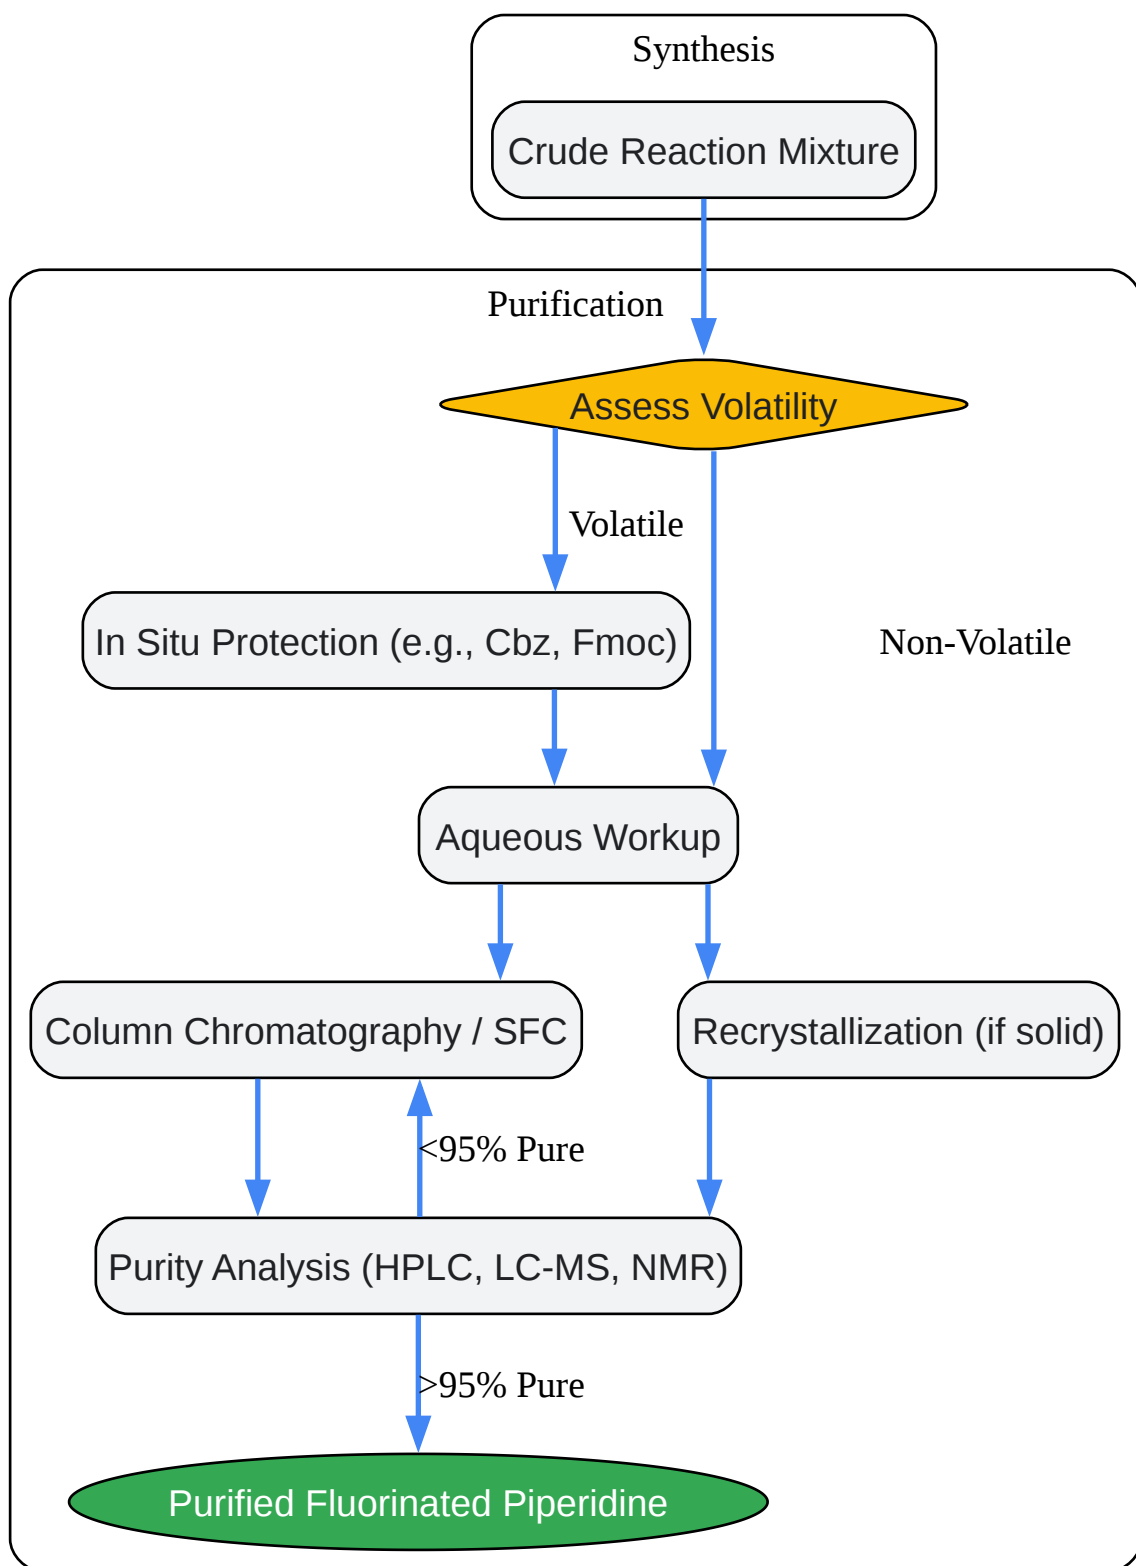 Synthesis
Crude Reaction Mixture
Purification
Assess Volatility
Volatile
In Situ Protection (e.g., Cbz, Fmoc)
Non-Volatile
Aqueous Workup
Column Chromatography / SFC
Recrystallization (if solid)
<95% Pure
Purity Analysis (HPLC, LC-MS, NMR)
>95% Pure
Purified Fluorinated Piperidine